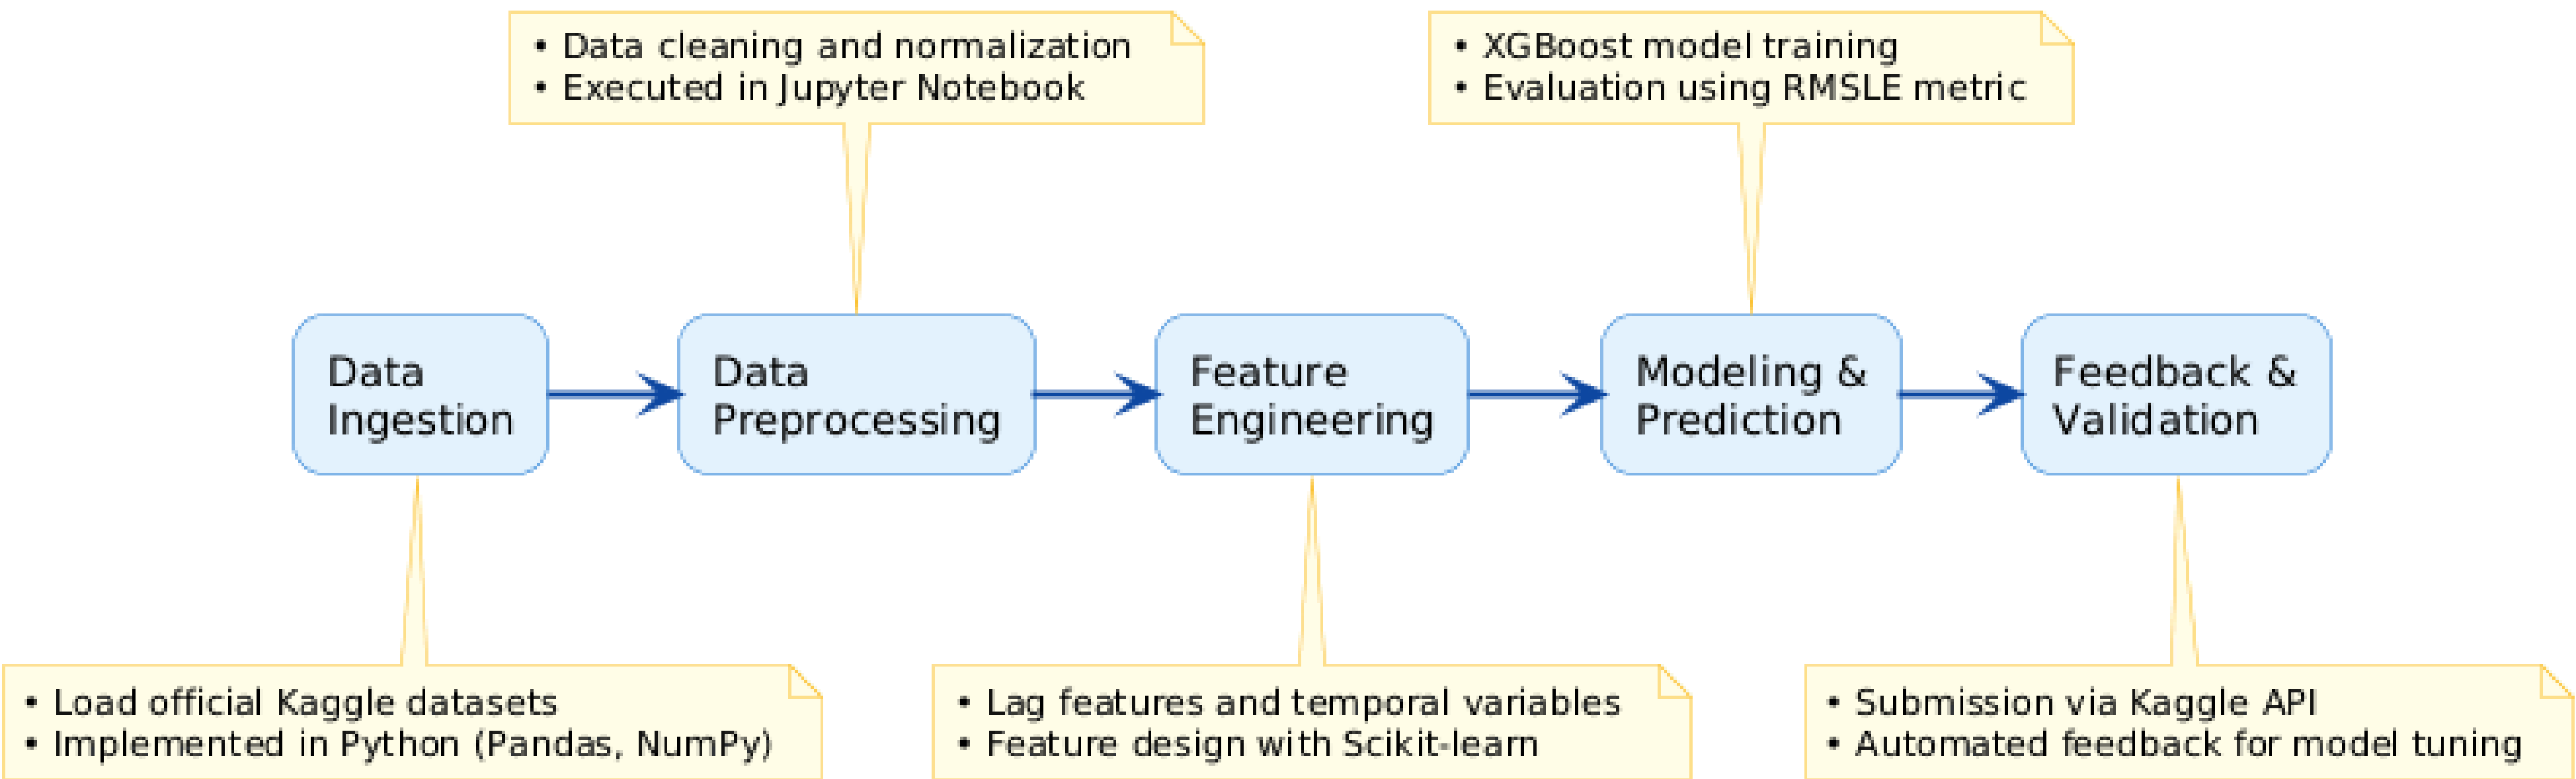 • Data cleaning and normalization
• Executed in Jupyter Notebook
• XGBoost model training
• Evaluation using RMSLE metric
Data
Ingestion
Data
Preprocessing
Feature
Engineering
Modeling &
Prediction
Feedback &
Validation
• Load official Kaggle datasets
• Implemented in Python (Pandas, NumPy)
• Lag features and temporal variables
• Feature design with Scikit-learn
• Submission via Kaggle API
• Automated feedback for model tuning